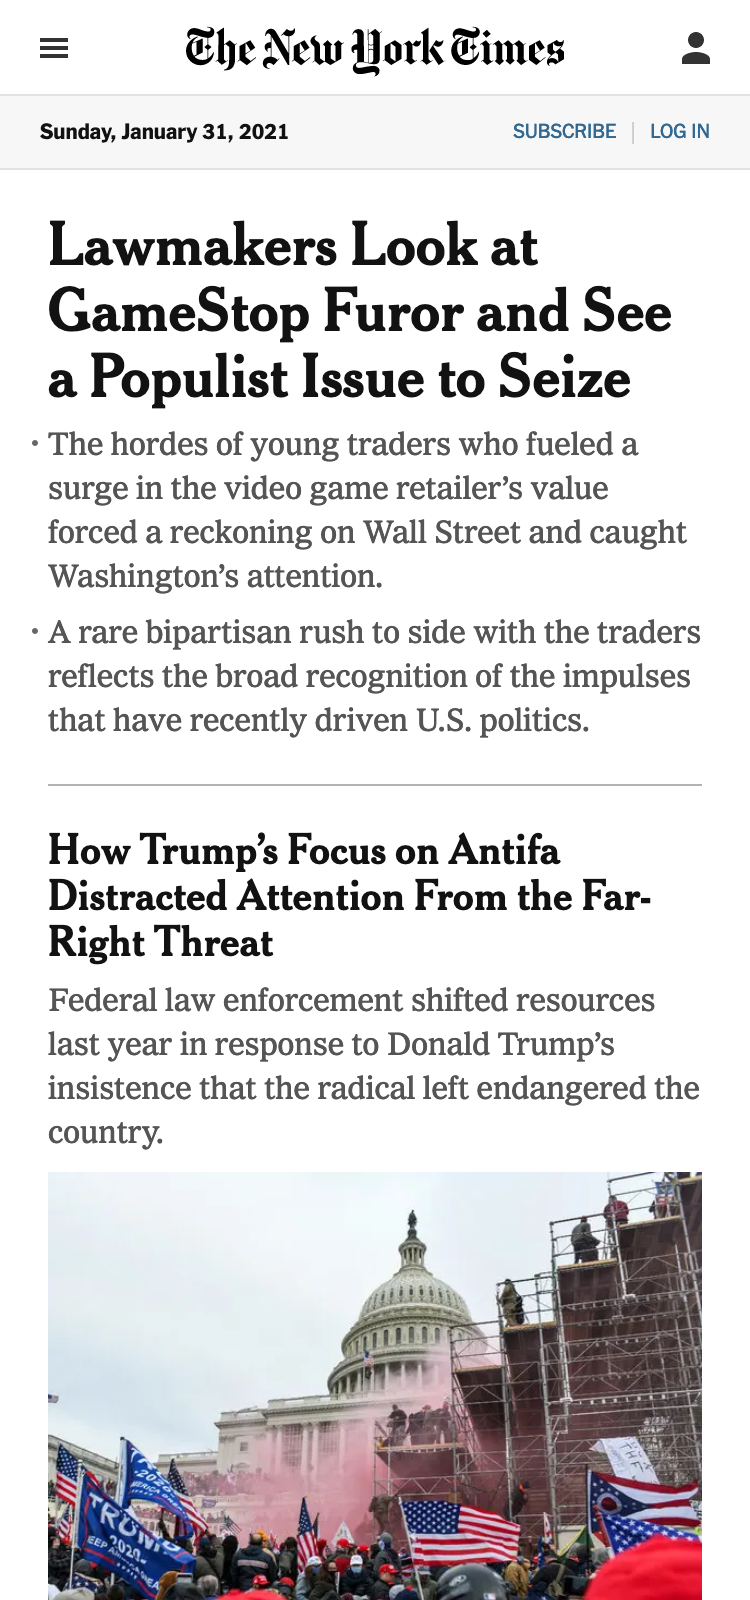 The New York Times
Sunday, January 31, 2021
SUBSCRIBE | LOG IN
Lawmakers Look at
GameStop Furor and See
a Populist Issue to Seize
• The hordes of young traders who fueled a
surge in the video game retailer’s value
forced a reckoning on Wall Street and caught
Washington’s attention.
• A rare bipartisan rush to side with the traders
reflects the broad recognition of the impulses
that have recently driven U.S. politics.
How Trump’s Focus on Antifa
Distracted Attention From the Far-
Right Threat
Federal law enforcement shifted resources
last year in response to Donald Trump’s
insistence that the radical left endangered the
country.
TRUMP
2020